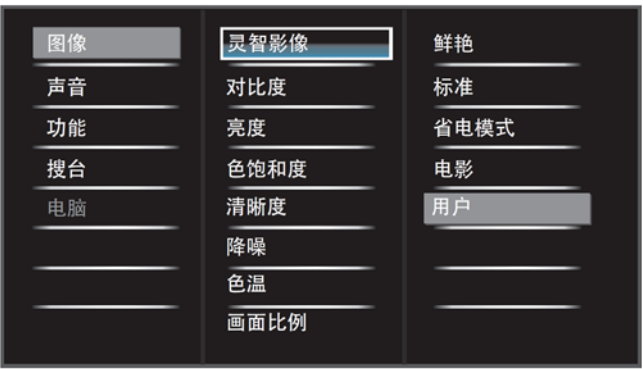 图像
声音
功能
搜台
电脑
灵智影像
对比度
亮度
色饱和度
清晰度
降噪
色温
画面比例
鲜艳
标准
省电模式
电影
用户